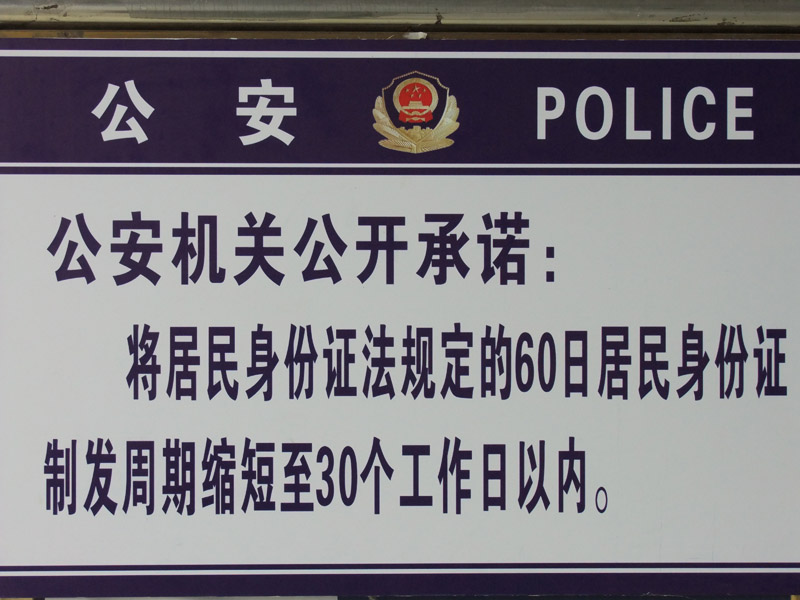 公安 POLICE
公安机关公开承诺：
将居民身份证法规定的60日居民身份证
制发周期缩短至30个工作日以内。